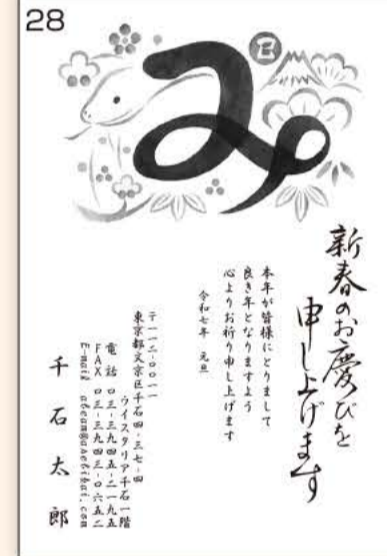 28
み
巳
新春のお慶びを
申し上げます
本年が皆様にとりまして
良き年となりますよう
心よりお祈り申し上げます
令和七年 元旦
〒一一二-〇〇一一
東京都文京区千石四-三七-四
ウイスタリア千石一階
電話 〇三-三九四五-二一九五
FAX 〇三-三九四三-〇六五二
E-mail
千石太郎